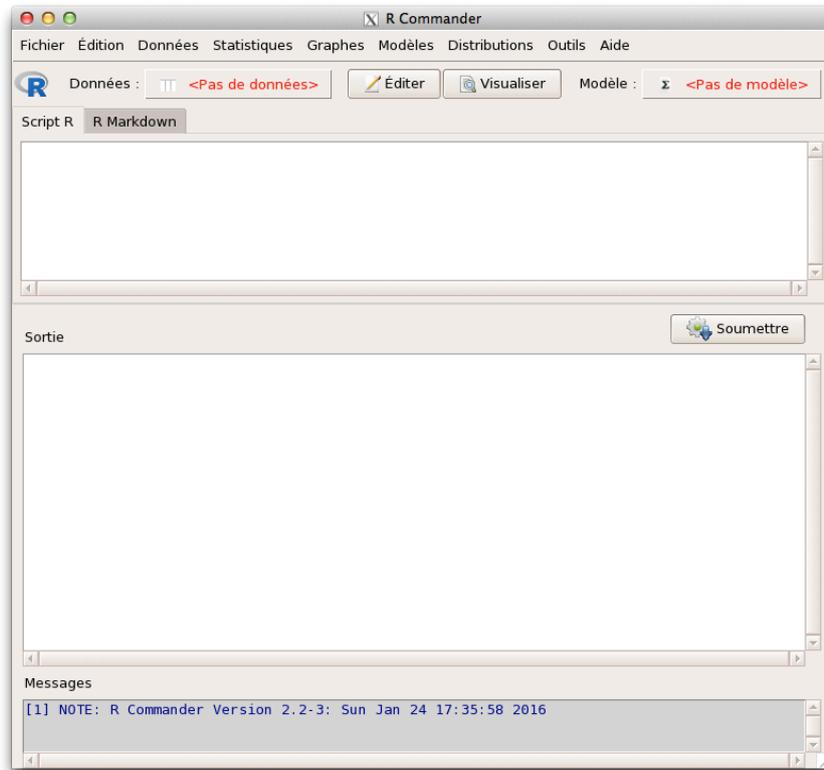 R Commander
Fichier Édition Données Statistiques Graphes Modèles Distributions Outils Aide
R Données : <Pas de données> Éditer Visualiser Modèle : Σ <Pas de modèle>
Script R R Markdown
Soumettre
Sortie
Messages
[1] NOTE: R Commander Version 2.2-3: Sun Jan 24 17:35:58 2016